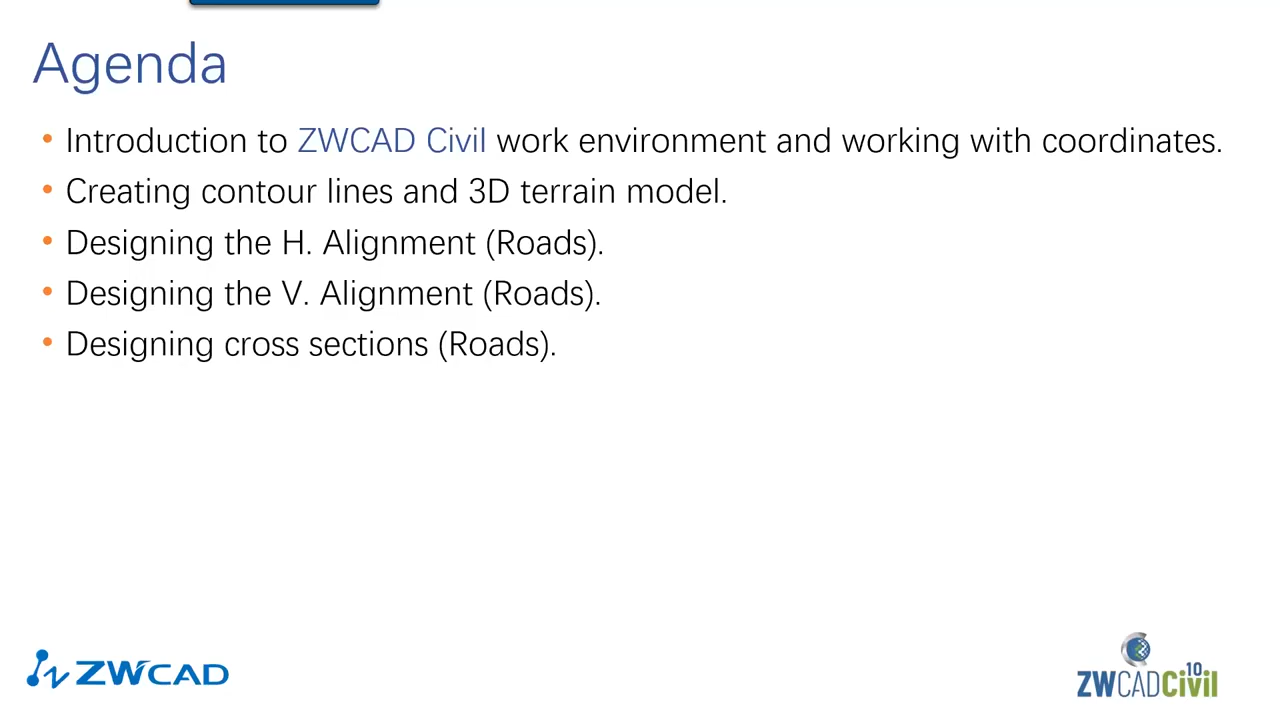 Agenda
• Introduction to ZWCAD Civil work environment and working with coordinates.
• Creating contour lines and 3D terrain model.
• Designing the H. Alignment (Roads).
• Designing the V. Alignment (Roads).
• Designing cross sections (Roads).
ZWCAD
ZWCADCivil 10